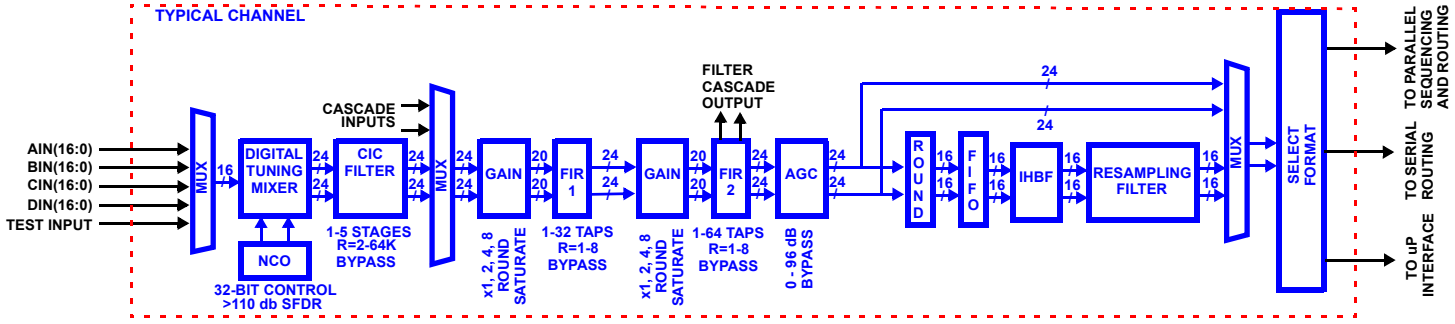 TYPICAL CHANNEL
AIN(16:0)
BIN(16:0)
CIN(16:0)
DIN(16:0)
TEST INPUT
MUX
16
DIGITAL
TUNING
MIXER
24
24
NCO
32-BIT CONTROL
>110 db SFDR
CIC
FILTER
1-5 STAGES
R=2-64K
BYPASS
24
24
CASCADE
INPUTS
MUX
24
24
GAIN
x1, 2, 4, 8
ROUND
SATURATE
20
20
FIR
1
1-32 TAPS
R=1-8
BYPASS
24
24
GAIN
x1, 2, 4, 8
ROUND
SATURATE
20
20
FILTER
CASCADE
OUTPUT
FIR
2
1-64 TAPS
R=1-8
BYPASS
24
24
AGC
0 - 96 dB
BYPASS
24
24
24
24
ROUND
16
16
FIFO
16
16
IHBF
16
16
RESAMPLING
FILTER
16
16
MUX
SELECT
FORMAT
TO PARALLEL
SEQUENCING
AND ROUTING
TO SERIAL
ROUTING
TO uP
INTERFACE